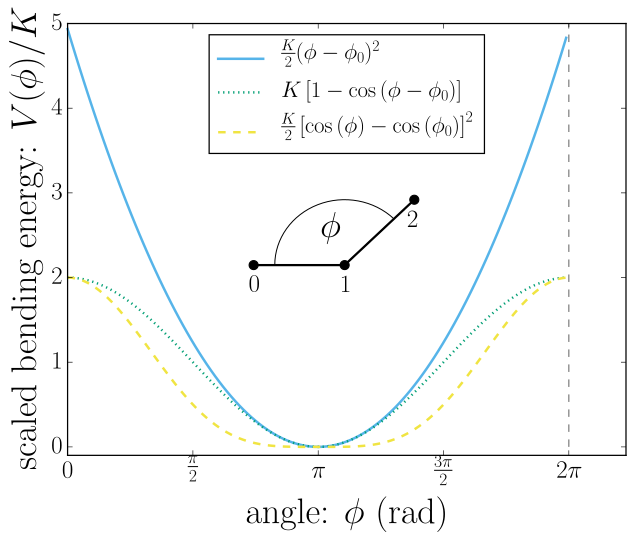 scaled bending energy: V(ϕ)/K
5
4
3
2
1
0
K/2 (ϕ − ϕ₀)²
K [1 − cos (ϕ − ϕ₀)]
K/2 [cos (ϕ) − cos (ϕ₀)]²
ϕ
2
0 1
0 π/2 π 3π/2 2π
angle: ϕ (rad)